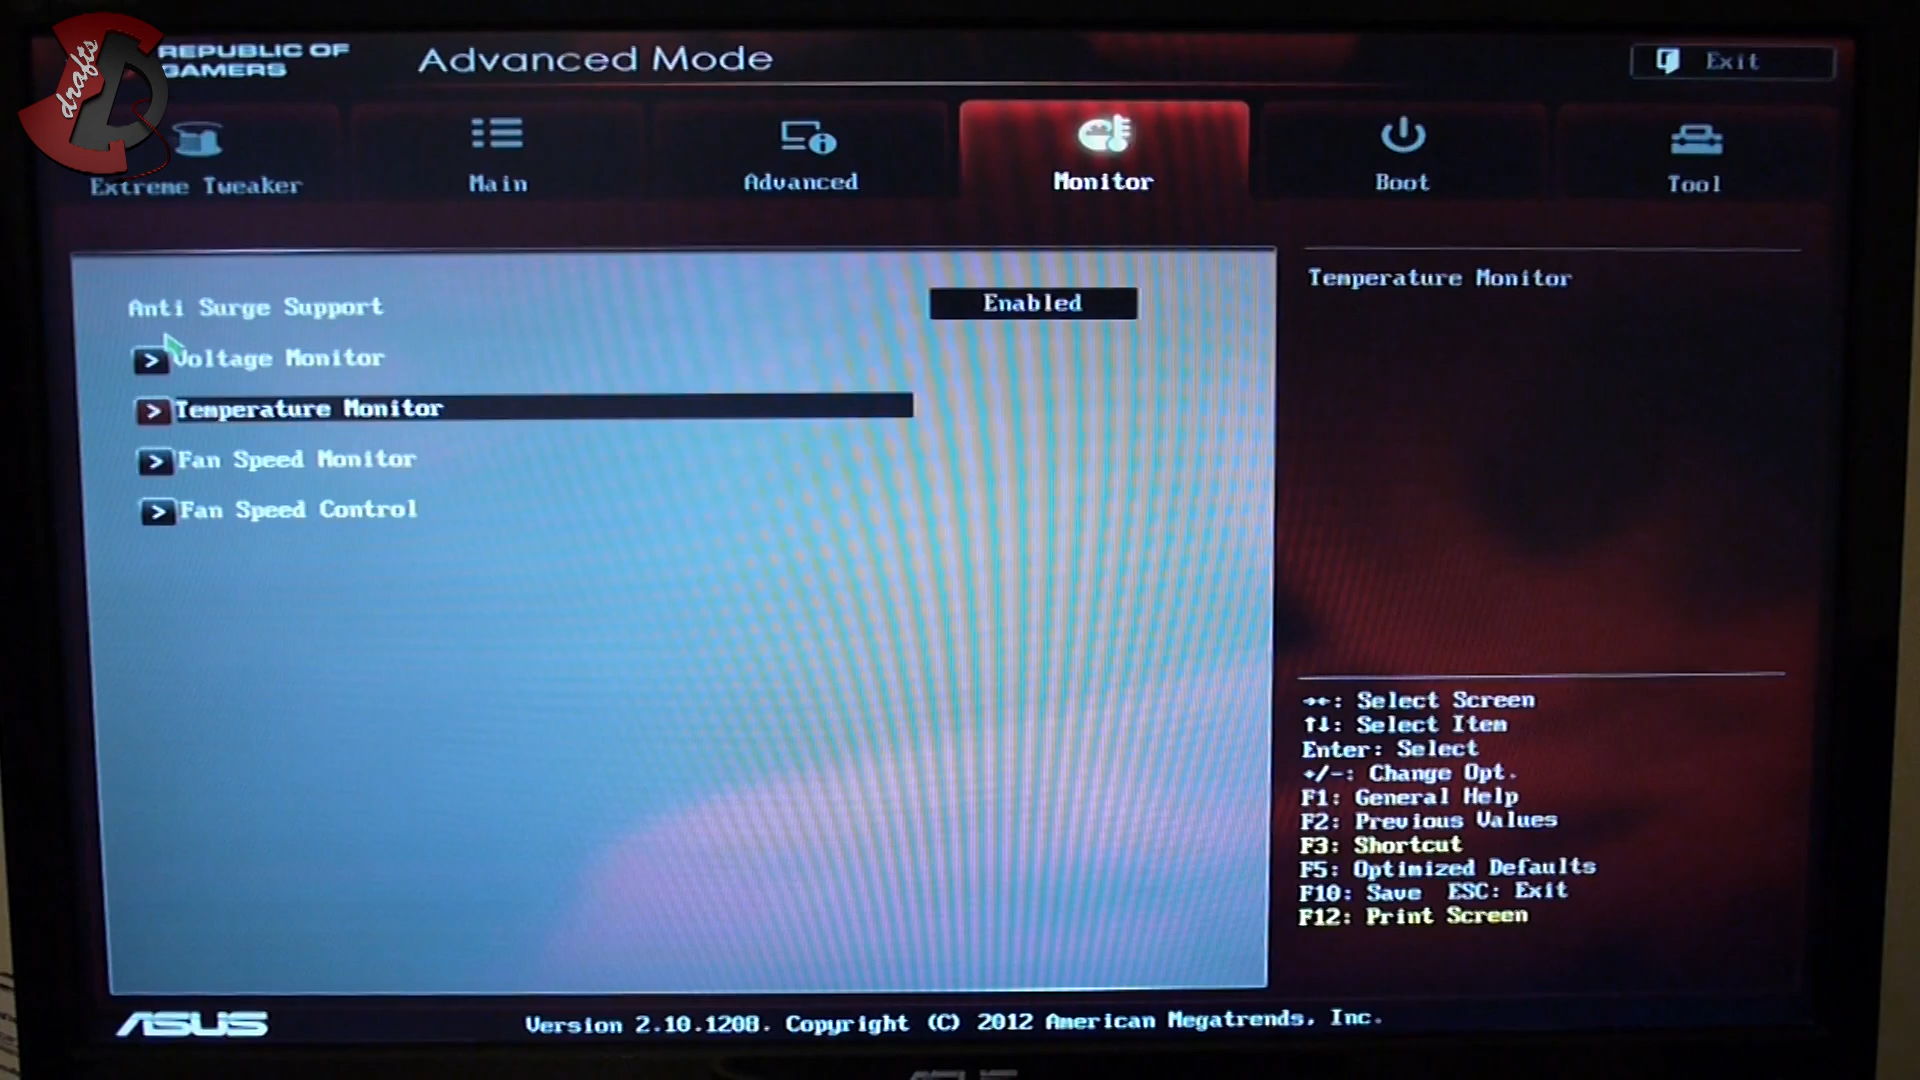 drafts
REPUBLIC OF
GAMERS
Advanced Mode
Exit
Extreme Tweaker
Main
Advanced
Monitor
Boot
Tool
Anti Surge Support
Enabled
> Voltage Monitor
> Temperature Monitor
> Fan Speed Monitor
> Fan Speed Control
Temperature Monitor
→←: Select Screen
↑↓: Select Item
Enter: Select
+/-: Change Opt.
F1: General Help
F2: Previous Values
F3: Shortcut
F5: Optimized Defaults
F10: Save ESC: Exit
F12: Print Screen
ASUS
Version 2.10.1208. Copyright (C) 2012 American Megatrends, Inc.
ASUS